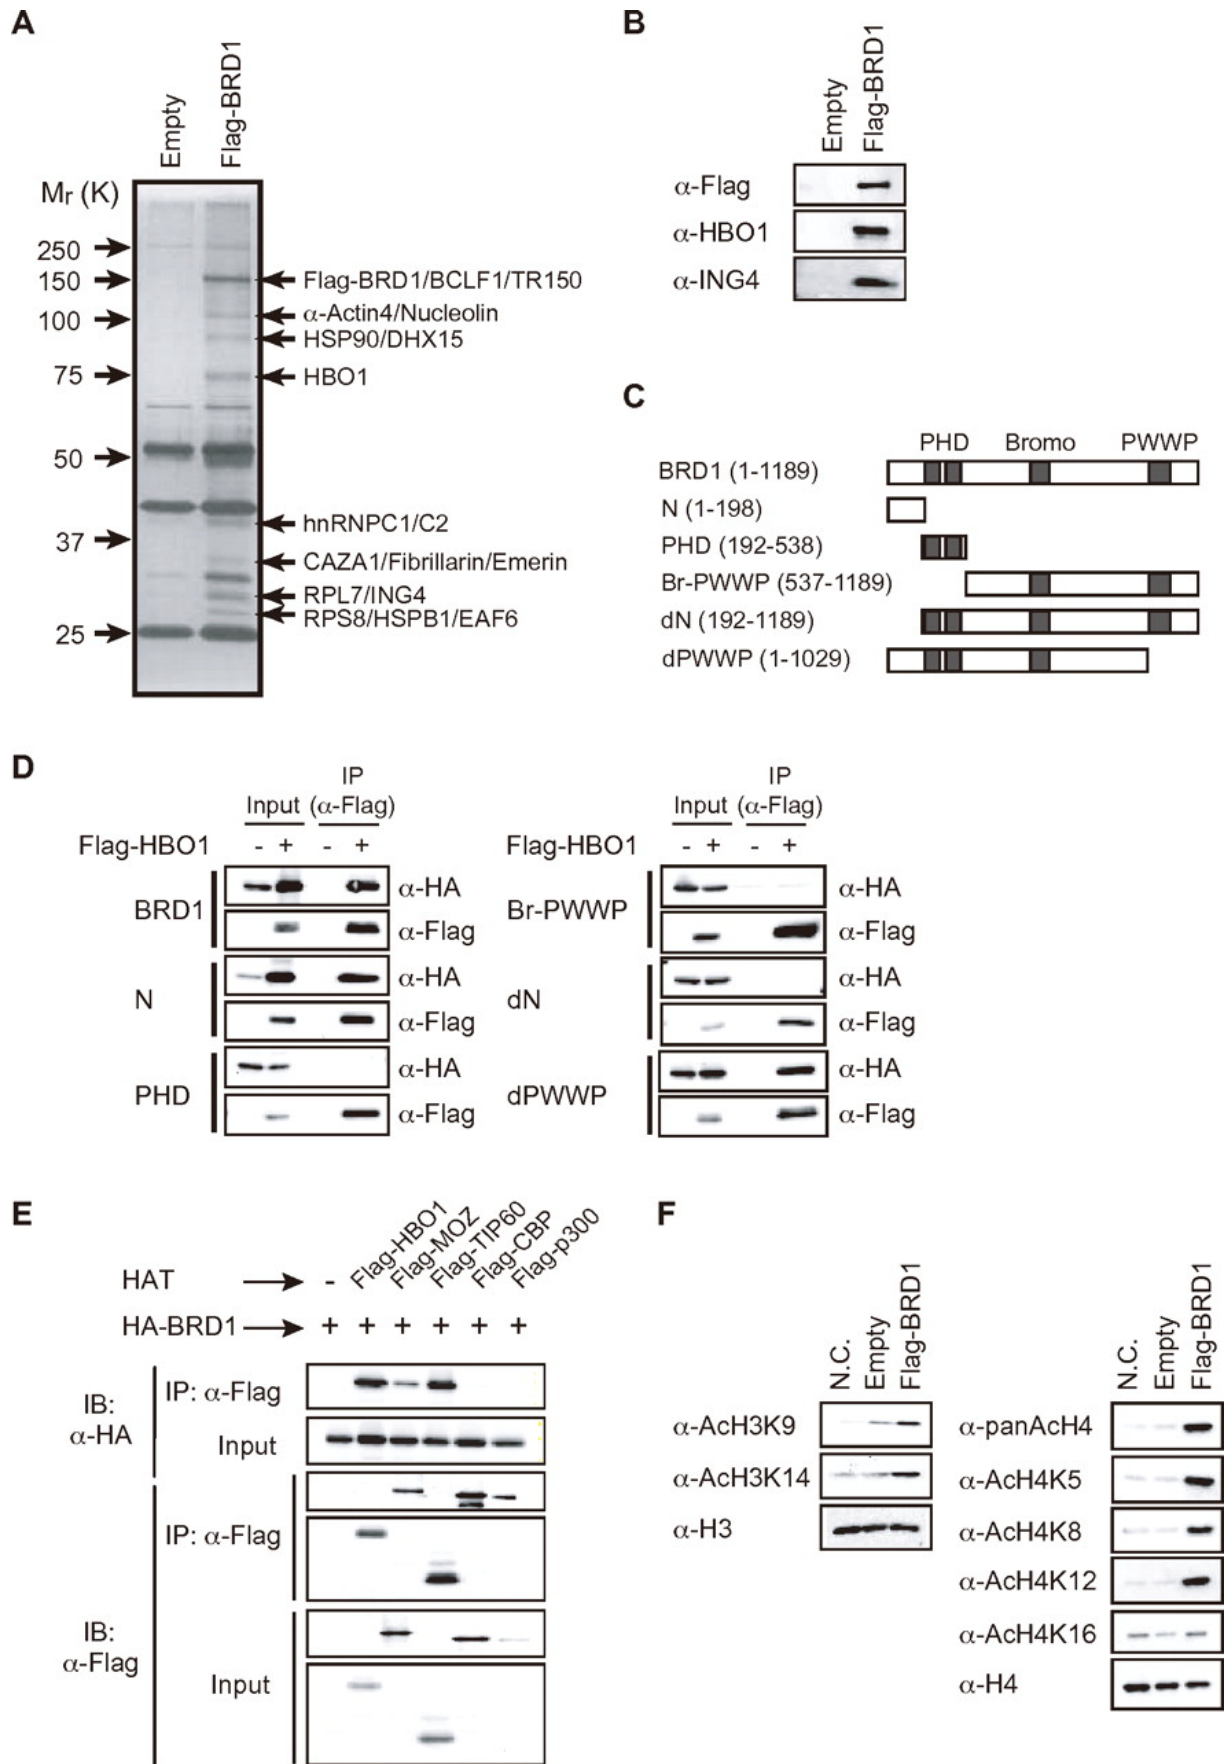 A
Empty
Flag-BRD1
Mr (K)
250
150
100
75
50
37
25
Flag-BRD1/BCLF1/TR150
α-Actin4/Nucleolin
HSP90/DHX15
HBO1
hnRNPC1/C2
CAZA1/Fibrillarin/Emerin
RPL7/ING4
RPS8/HSPB1/EAF6
B
Empty
Flag-BRD1
α-Flag
α-HBO1
α-ING4
C
PHD Bromo PWWP
BRD1 (1-1189)
N (1-198)
PHD (192-538)
Br-PWWP (537-1189)
dN (192-1189)
dPWWP (1-1029)
D
IP
Input (α-Flag)
Flag-HBO1 - + - +
BRD1
α-HA
α-Flag
N
α-HA
α-Flag
PHD
α-HA
α-Flag
IP
Input (α-Flag)
Flag-HBO1 - + - +
Br-PWWP
α-HA
α-Flag
dN
α-HA
α-Flag
dPWWP
α-HA
α-Flag
E
HAT - Flag-HBO1 Flag-MOZ Flag-TIP60 Flag-CBP Flag-p300
HA-BRD1 + + + + + +
IB:
α-HA
IP: α-Flag
Input
IB:
α-Flag
IP: α-Flag
Input
F
N.C.
Empty
Flag-BRD1
α-AcH3K9
α-AcH3K14
α-H3
N.C.
Empty
Flag-BRD1
α-panAcH4
α-AcH4K5
α-AcH4K8
α-AcH4K12
α-AcH4K16
α-H4